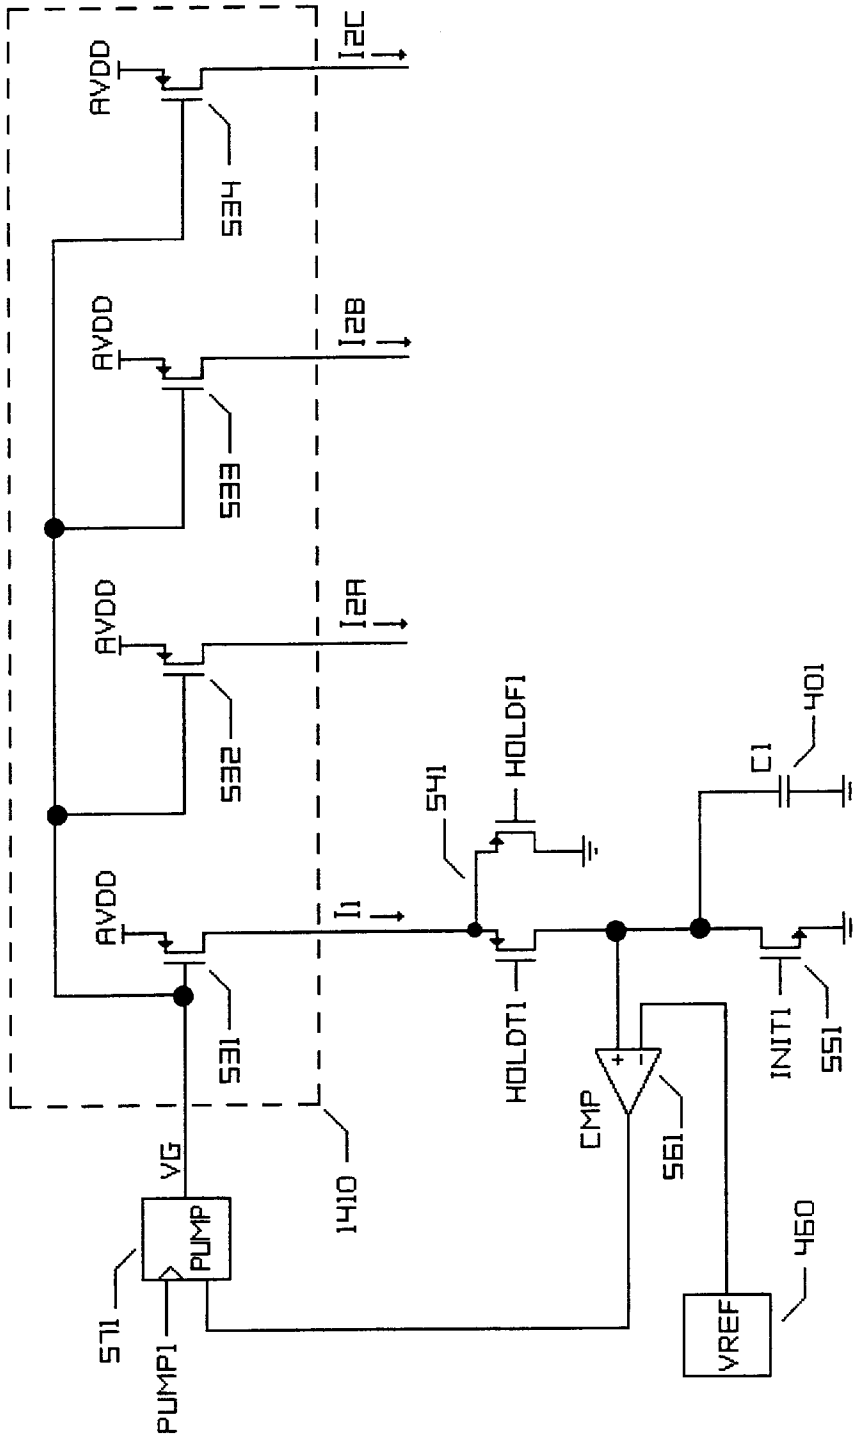 571
AVDD
AVDD
AVDD
AVDD
PUMP1
VG
PUMP
531
532
533
534
1410
I1
I2A
I2B
I2C
541
HOLDT1
HOLDF1
CMP
+
-
561
VREF
C1
INIT1
460
401
551